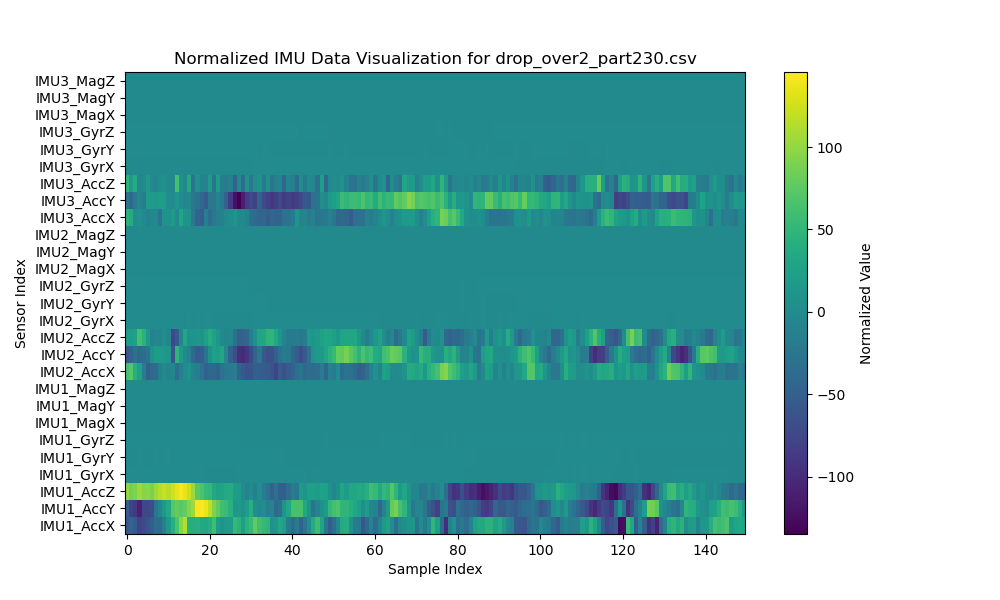 Normalized IMU Data Visualization for drop_over2_part230.csv
IMU3_MagZ
IMU3_MagY
IMU3_MagX
IMU3_GyrZ
IMU3_GyrY
IMU3_GyrX
IMU3_AccZ
IMU3_AccY
IMU3_AccX
IMU2_MagZ
IMU2_MagY
IMU2_MagX
IMU2_GyrZ
IMU2_GyrY
IMU2_GyrX
IMU2_AccZ
IMU2_AccY
IMU2_AccX
IMU1_MagZ
IMU1_MagY
IMU1_MagX
IMU1_GyrZ
IMU1_GyrY
IMU1_GyrX
IMU1_AccZ
IMU1_AccY
IMU1_AccX
Sensor Index
0 20 40 60 80 100 120 140
Sample Index
100
50
0
−50
−100
Normalized Value